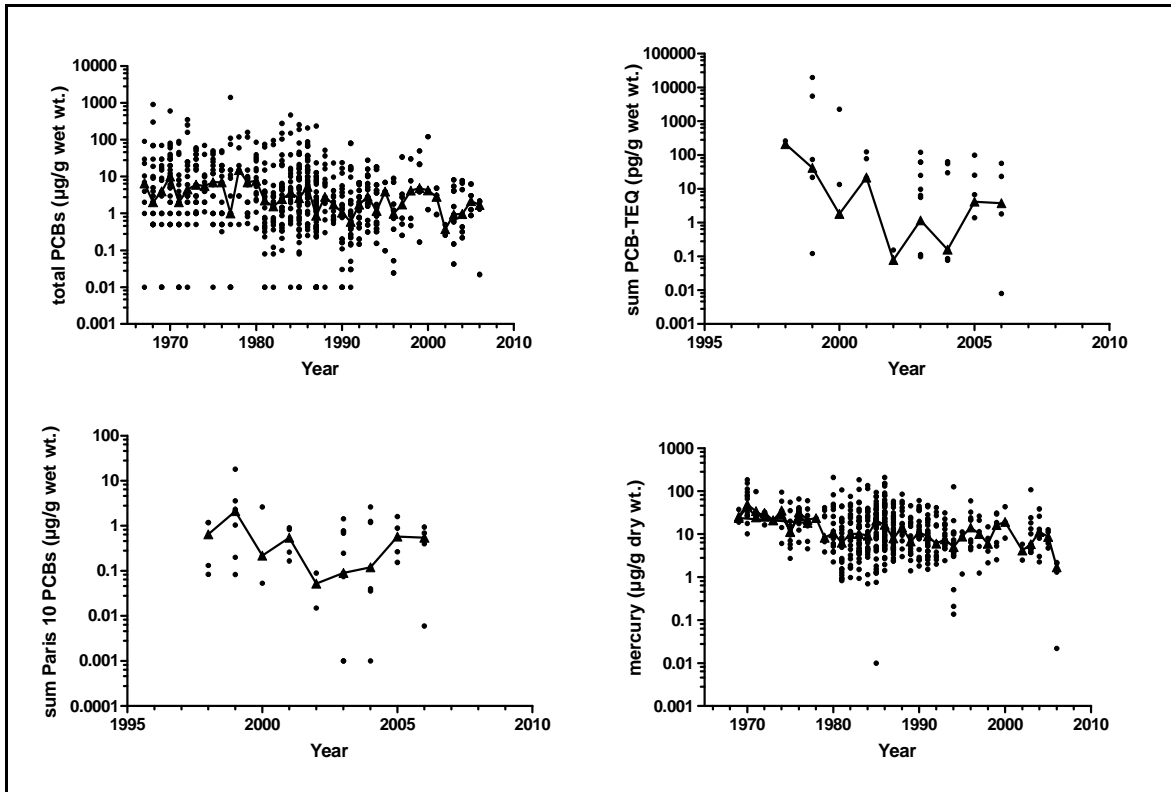 10000
1000
100
10
1
0.1
0.01
0.001
total PCBs (µg/g wet wt.)
1970 1980 1990 2000 2010
Year
100000
10000
1000
100
10
1
0.1
0.01
0.001
sum PCB-TEQ (pg/g wet wt.)
1995 2000 2005 2010
Year
100
10
1
0.1
0.01
0.001
0.0001
sum Paris 10 PCBs (µg/g wet wt.)
1995 2000 2005 2010
Year
1000
100
10
1
0.1
0.01
0.001
mercury (µg/g dry wt.)
1970 1980 1990 2000 2010
Year